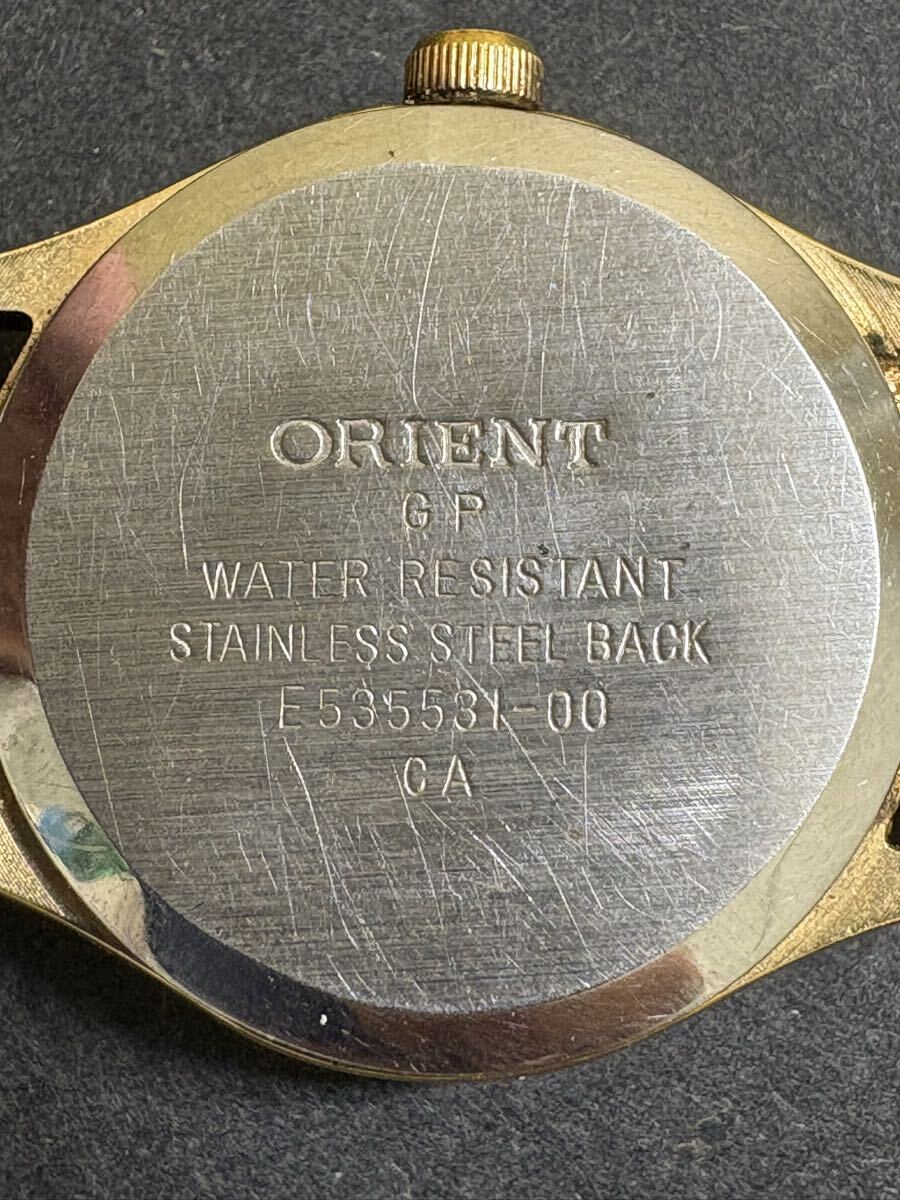 ORIENT
GP
WATER RESISTANT
STAINLESS STEEL BACK
E535531-00
CA